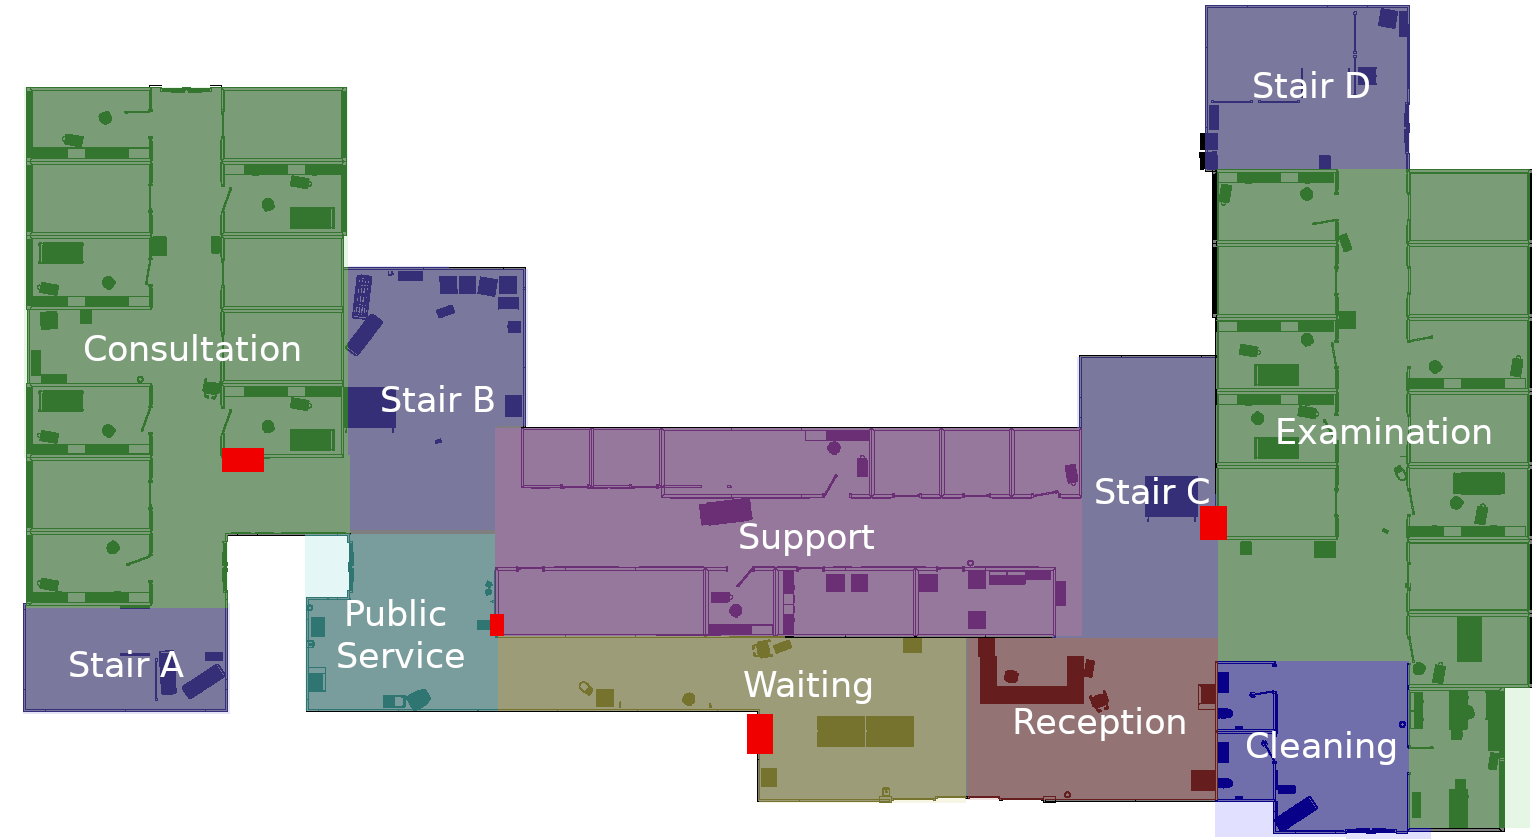 Stair D
Consultation
Stair B
Examination
Stair C
Support
Public
Service
Stair A
Waiting
Reception
Cleaning